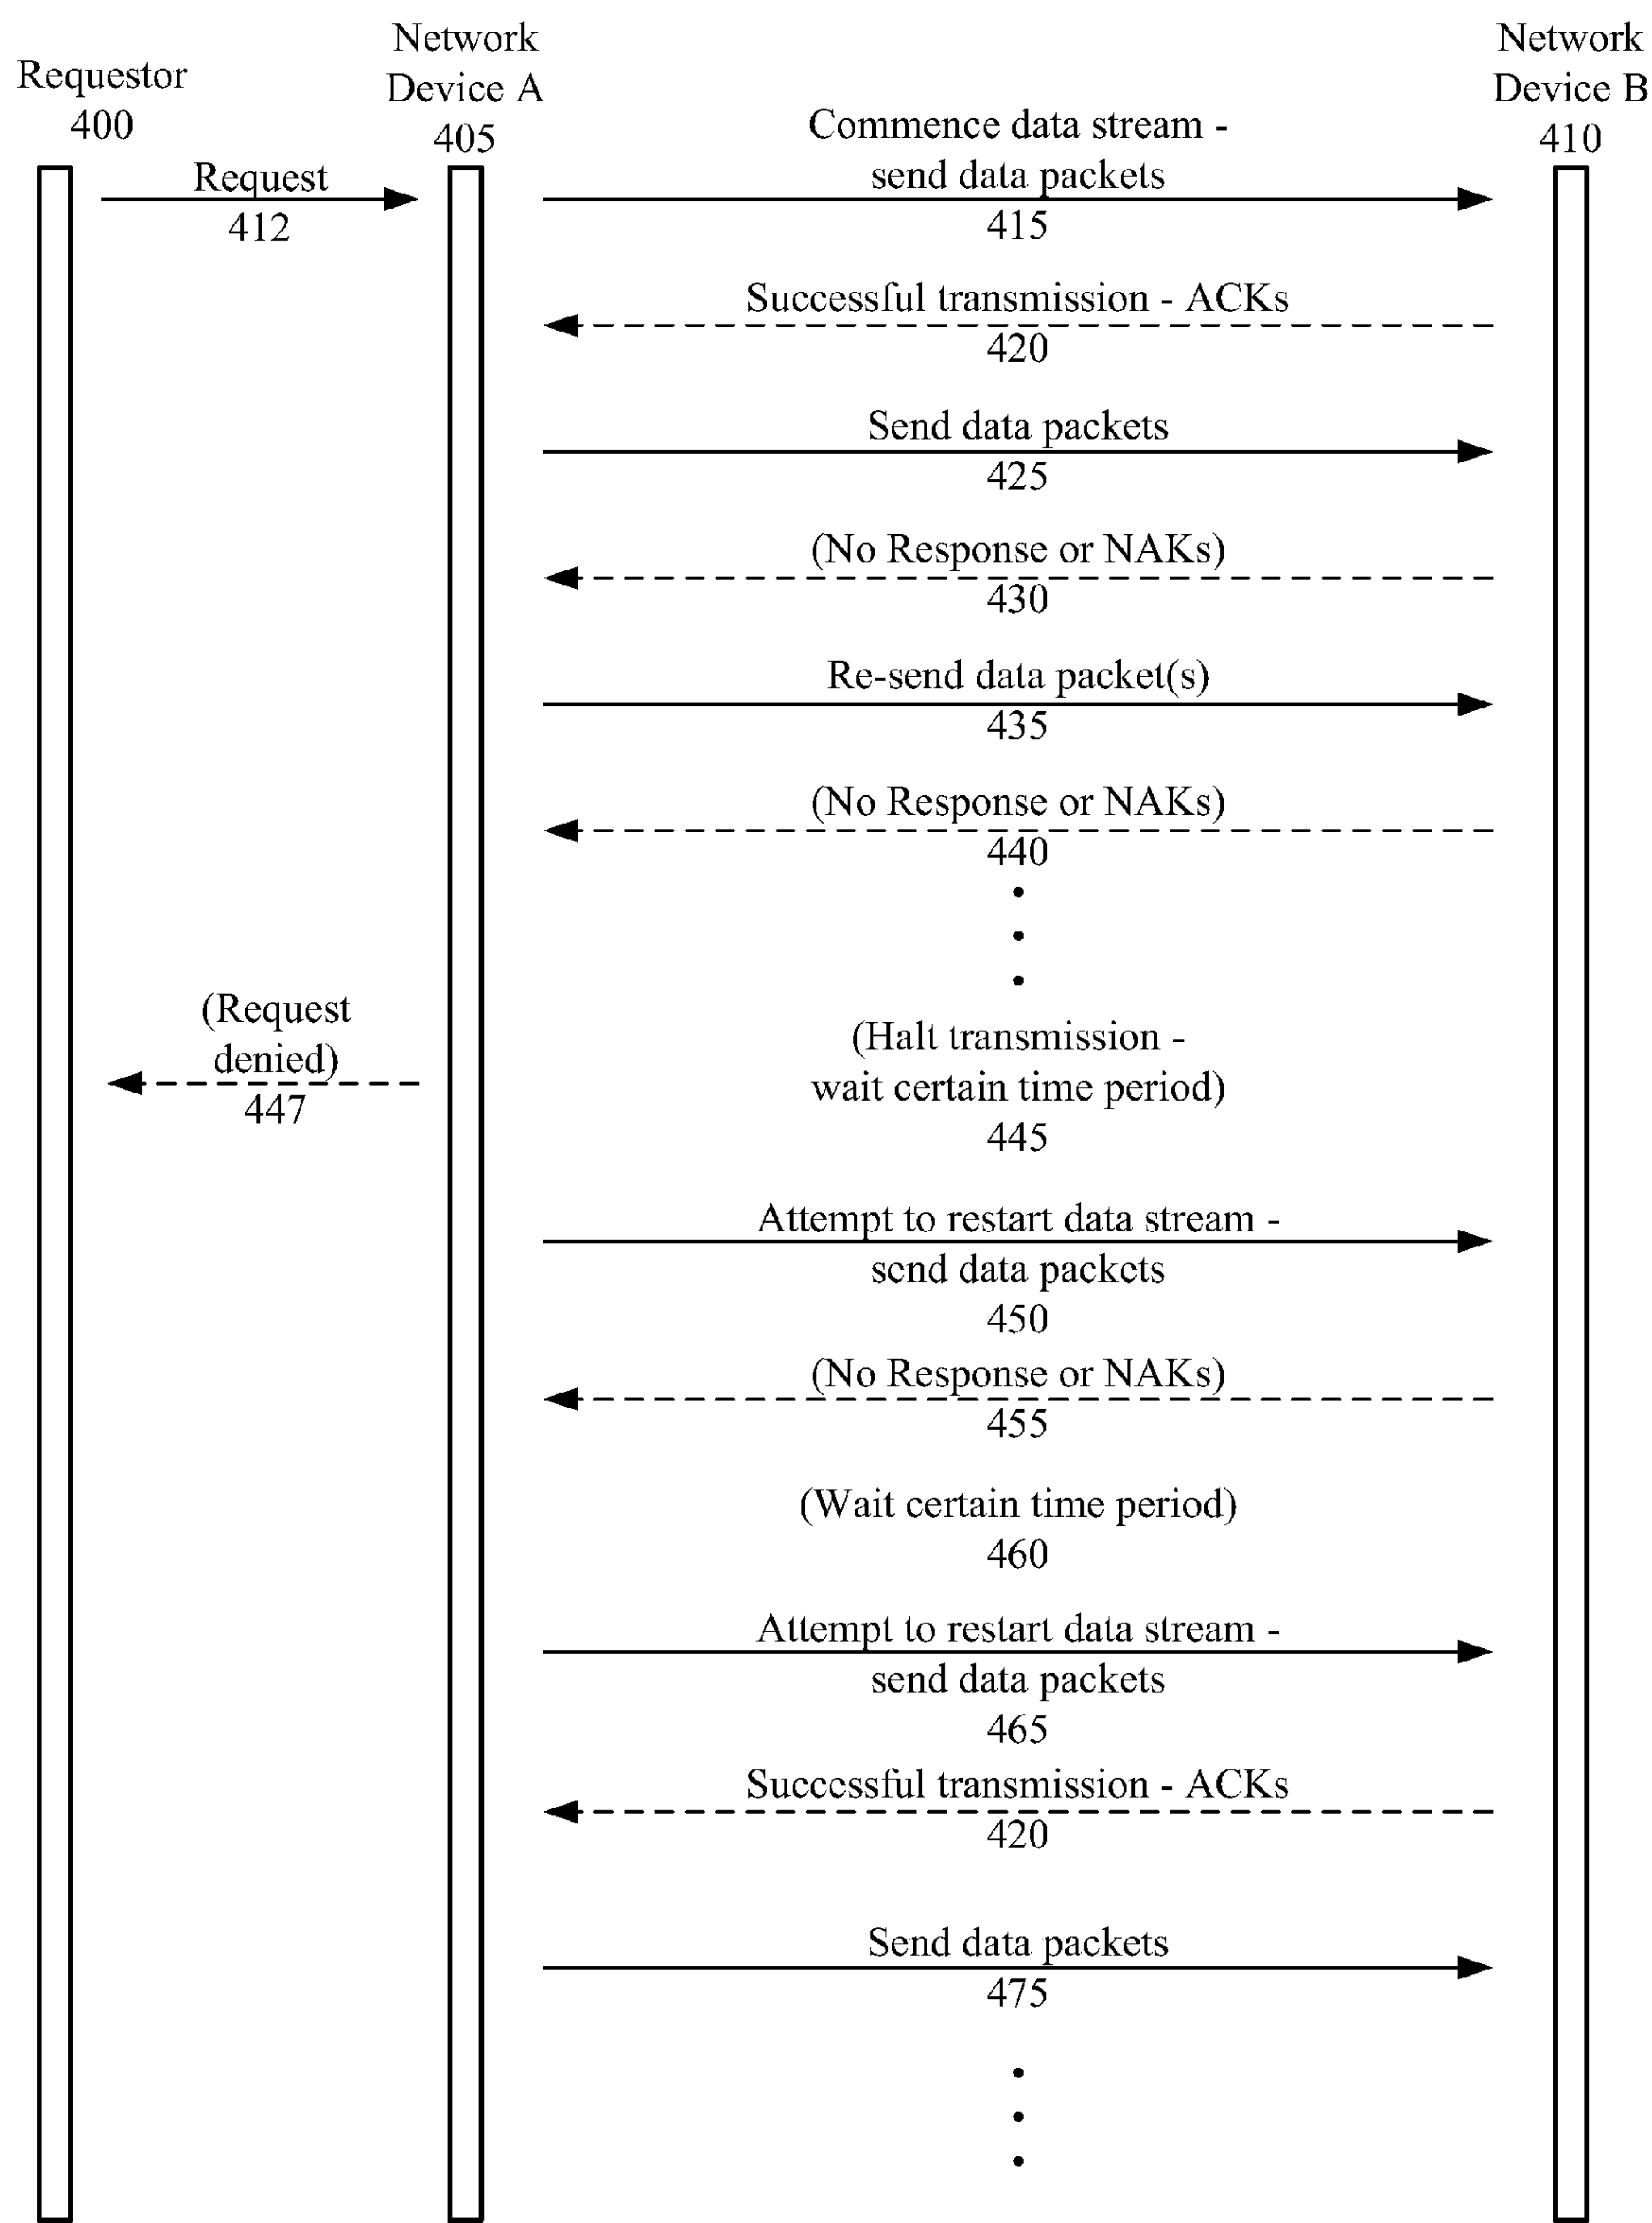 Requestor
400
Network
Device A
405
Network
Device B
410
Request
412
Commence data stream -
send data packets
415
Successful transmission - ACKs
420
Send data packets
425
(No Response or NAKs)
430
Re-send data packet(s)
435
(No Response or NAKs)
440
(Request
denied)
447
(Halt transmission -
wait certain time period)
445
Attempt to restart data stream -
send data packets
450
(No Response or NAKs)
455
(Wait certain time period)
460
Attempt to restart data stream -
send data packets
465
Successful transmission - ACKs
420
Send data packets
475